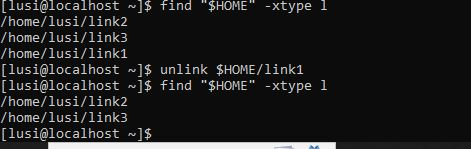 [lusi@localhost ~]$ find "$HOME" -xtype l
/home/lusi/link2
/home/lusi/link3
/home/lusi/link1
[lusi@localhost ~]$ unlink $HOME/link1
[lusi@localhost ~]$ find "$HOME" -xtype l
/home/lusi/link2
/home/lusi/link3
[lusi@localhost ~]$